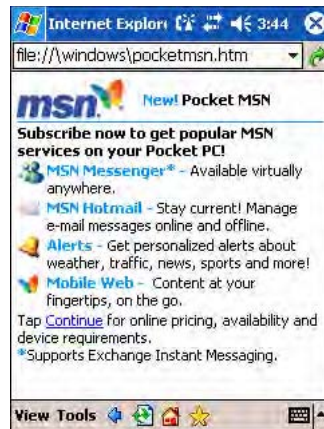 Internet Explor 3:44
file://\windows\pocketmsn.htm
msn New! Pocket MSN
Subscribe now to get popular MSN
services on your Pocket PC!
MSN Messenger* - Available virtually
anywhere.
MSN Hotmail - Stay current! Manage
e-mail messages online and offline.
Alerts - Get personalized alerts about
weather, traffic, news, sports and more!
Mobile Web - Content at your
fingertips, on the go.
Tap Continue for online pricing, availability and
device requirements.
*Supports Exchange Instant Messaging.
View Tools